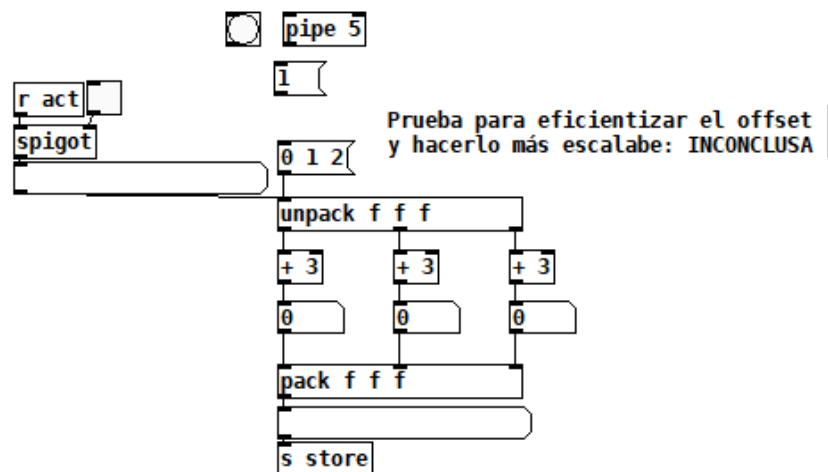 pipe 5
1
r act
Prueba para eficientizar el offset
y hacerlo más escalabe: INCONCLUSA
spigot
0 1 2
unpack f f f
+ 3
+ 3
+ 3
0
0
0
pack f f f
s store